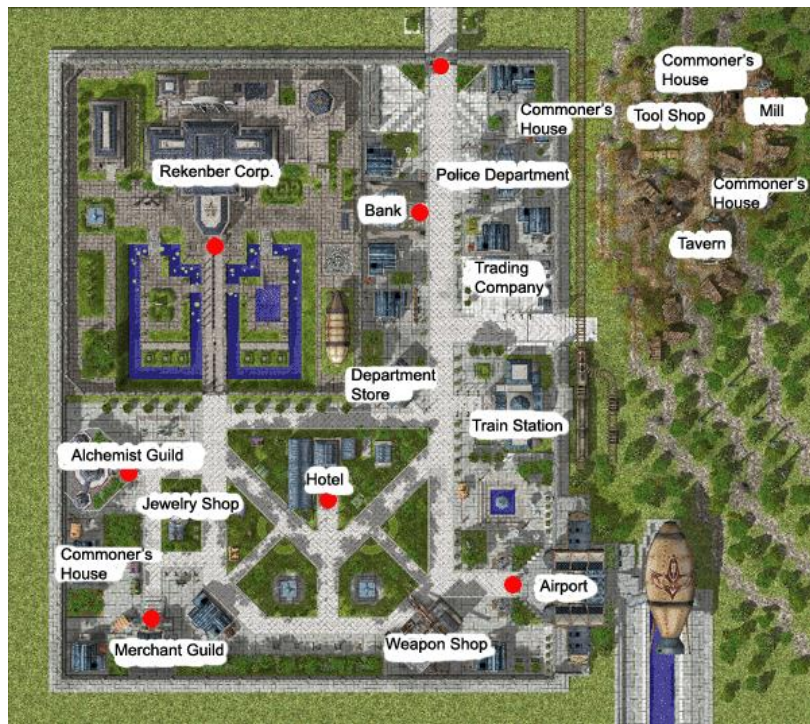 Commoner's
House
Commoner's
House
Tool Shop
Mill
Rekenber Corp.
Police Department
Commoner's
House
Bank
Tavern
Trading
Company
Department
Store
Train Station
Alchemist Guild
Hotel
Jewelry Shop
Commoner's
House
Airport
Weapon Shop
Merchant Guild